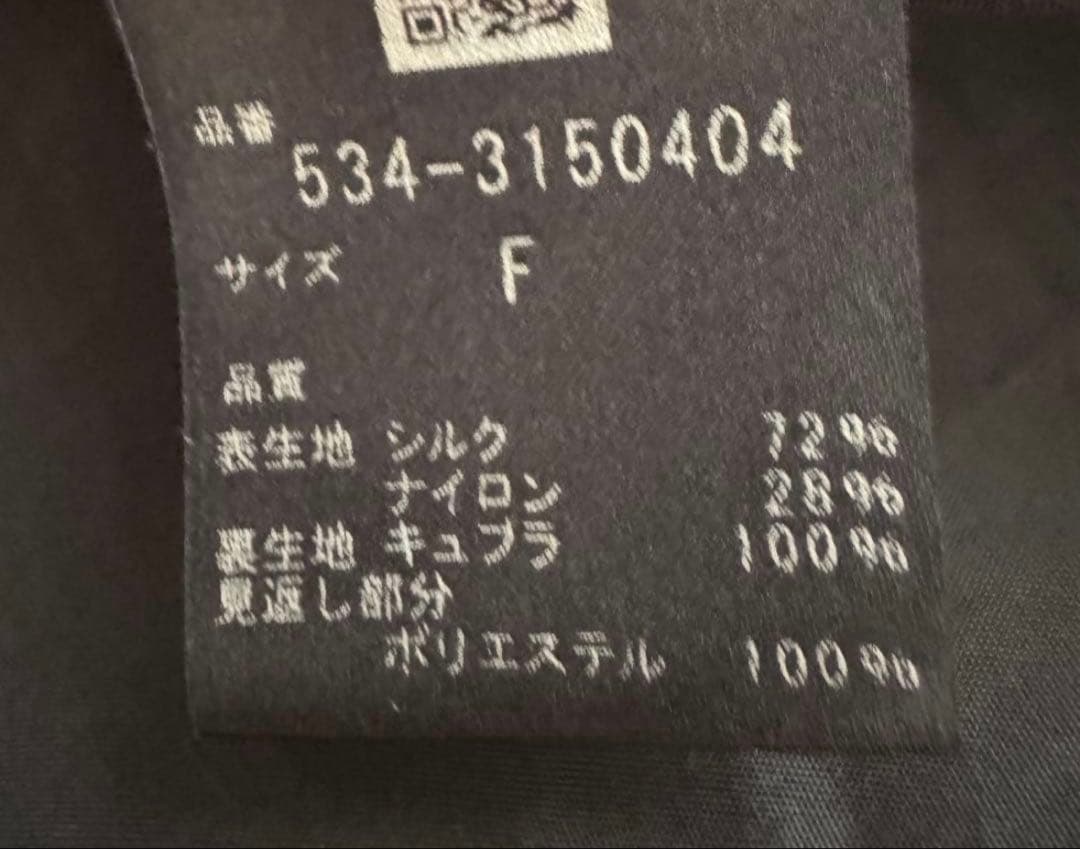 品番 534-3150404
サイズ F
品質
表生地 シルク 72%
ナイロン 28%
裏生地 キュプラ 100%
見返し部分
ポリエステル 100%